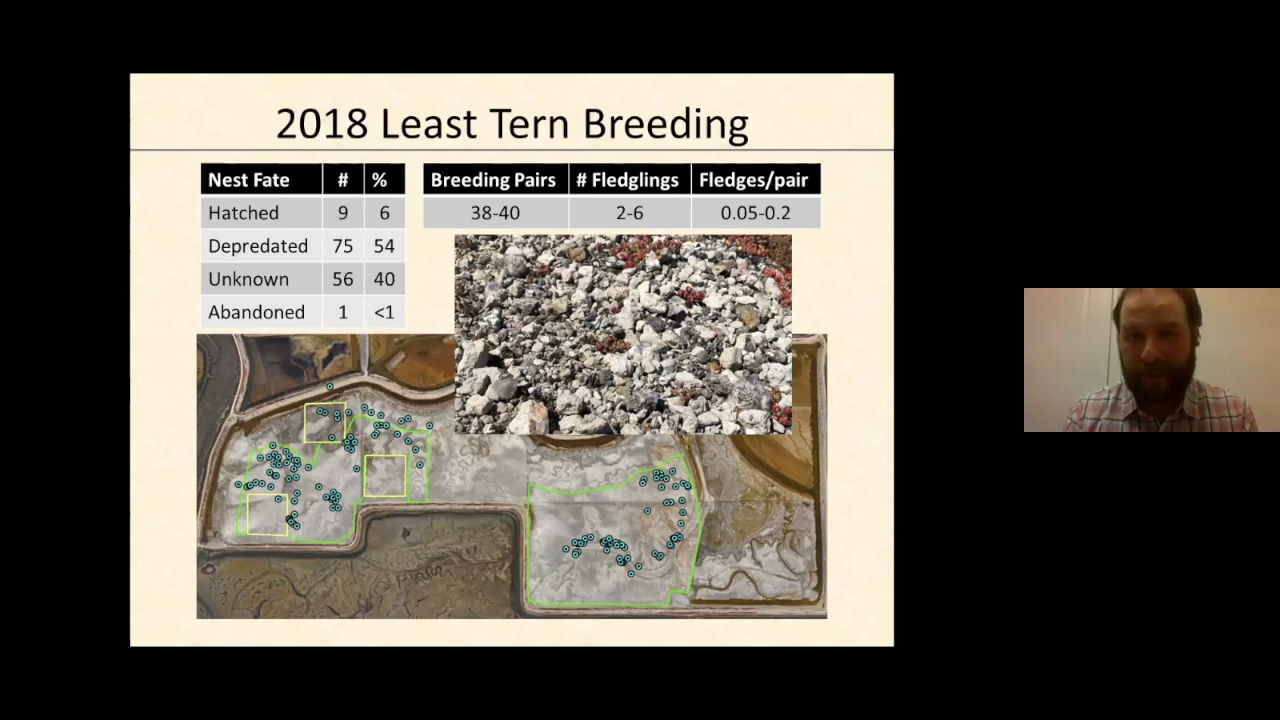 2018 Least Tern Breeding
Nest Fate # %
Hatched 9 6
Depredated 75 54
Unknown 56 40
Abandoned 1 <1
Breeding Pairs # Fledglings Fledges/pair
38-40 2-6 0.05-0.2